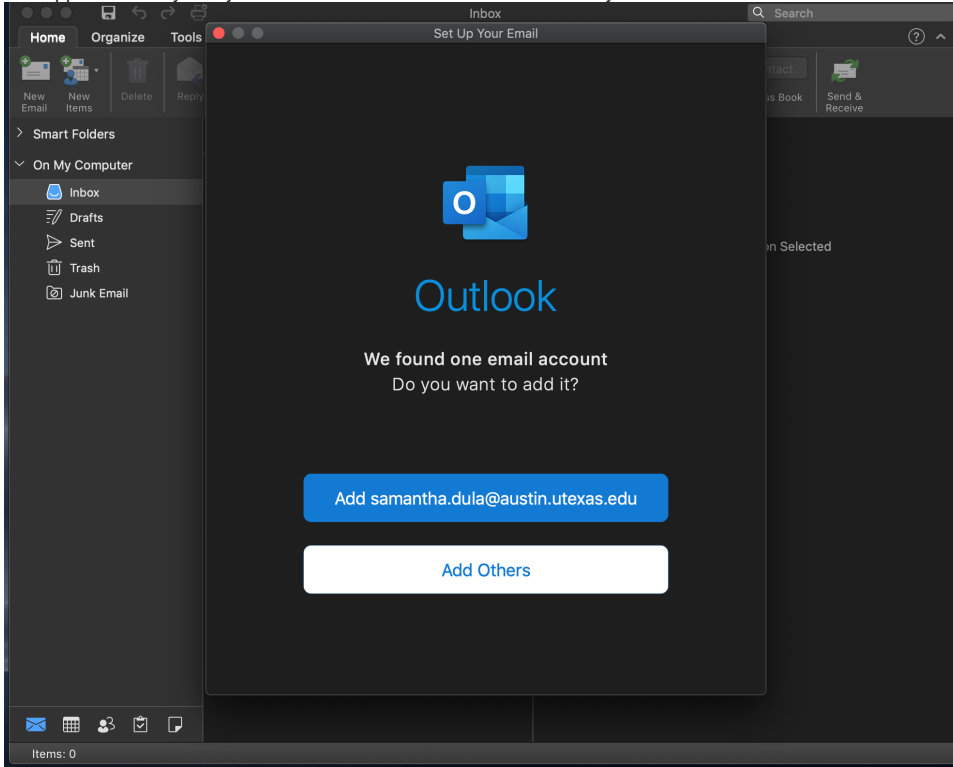 Inbox
Search
Home Organize Tools
Set Up Your Email
?
New Email
New Items
Delete
Reply
Send & Receive
Smart Folders
On My Computer
Inbox
Drafts
Sent
Trash
Junk Email
O
Outlook
We found one email account
Do you want to add it?
Add samantha.dula@austin.utexas.edu
Add Others
Selected
Book
Items: 0